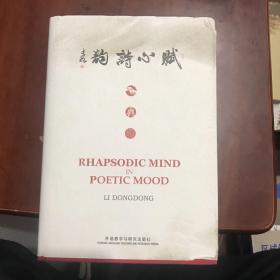 賦心詩韵
RHAPSODIC MIND
IN
POETIC MOOD
LI DONGDONG
外语教学与研究出版社
FOREIGN LANGUAGE TEACHING AND RESEARCH PRESS